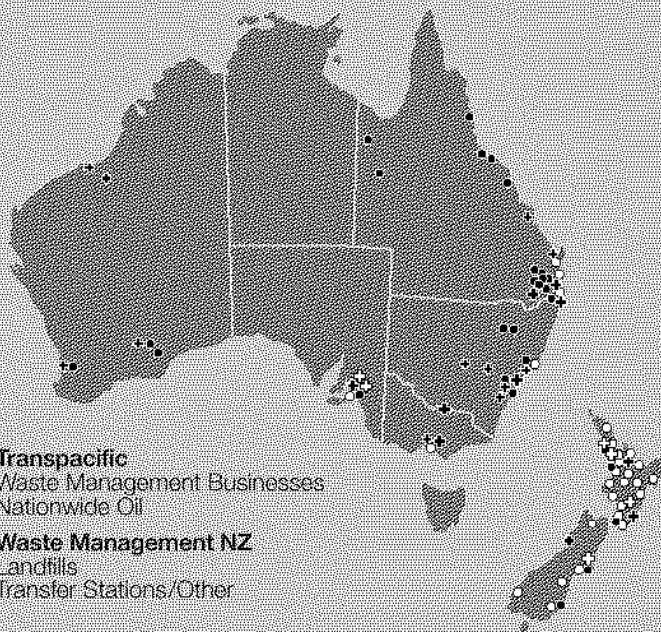 Transpacific
Waste Management Businesses
Nationwide Oil
Waste Management NZ
Landfills
Transfer Stations/Other